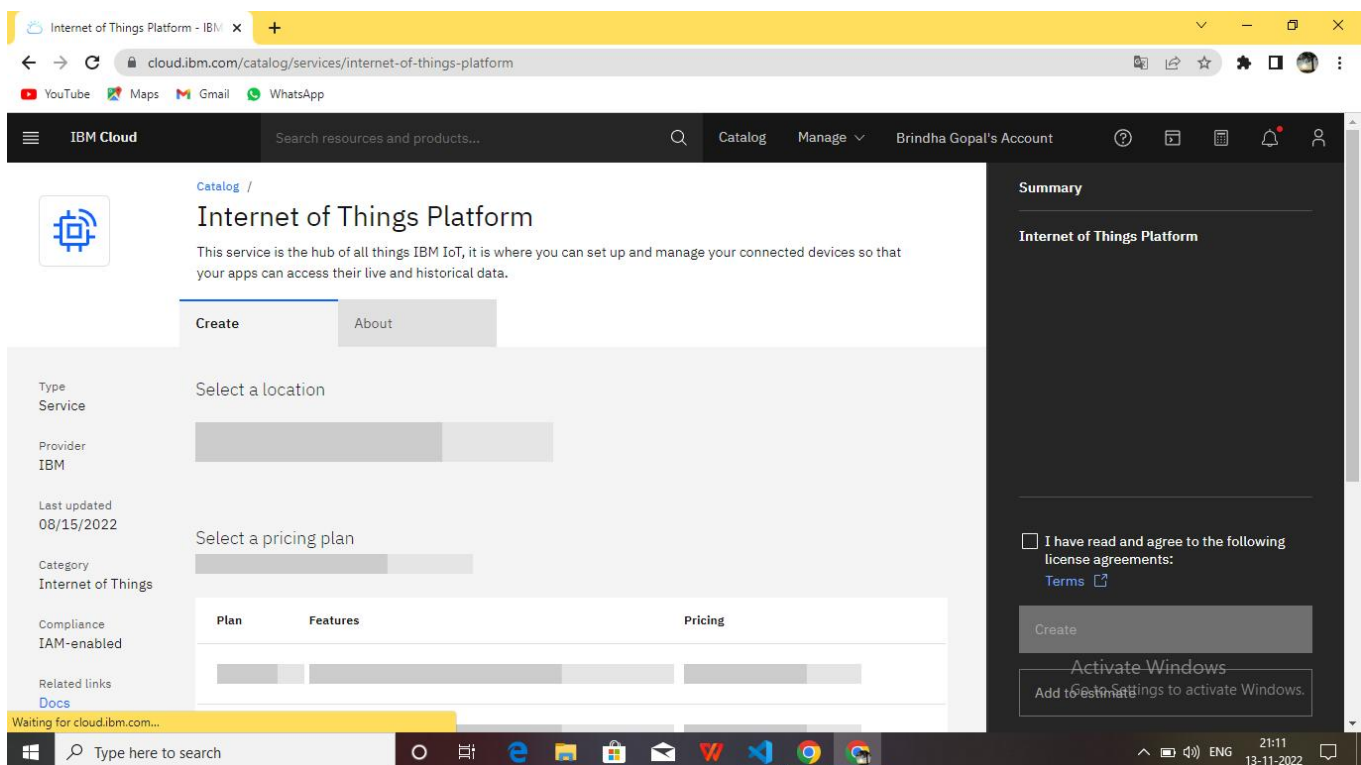 Internet of Things Platform - IBM
cloud.ibm.com/catalog/services/internet-of-things-platform
YouTube Maps Gmail WhatsApp
IBM Cloud Search resources and products... Catalog Manage Brindha Gopal's Account
Catalog /
Internet of Things Platform
This service is the hub of all things IBM IoT, it is where you can set up and manage your connected devices so that
your apps can access their live and historical data.
Create About
Type
Service
Provider
IBM
Last updated
08/15/2022
Category
Internet of Things
Compliance
IAM-enabled
Related links
Docs
Select a location
Select a pricing plan
Plan Features Pricing
Summary
Internet of Things Platform
I have read and agree to the following
license agreements:
Terms
Create
Add to estimate
Activate Windows
Go to Settings to activate Windows.
Waiting for cloud.ibm.com...
Type here to search
ENG
21:11
13-11-2022